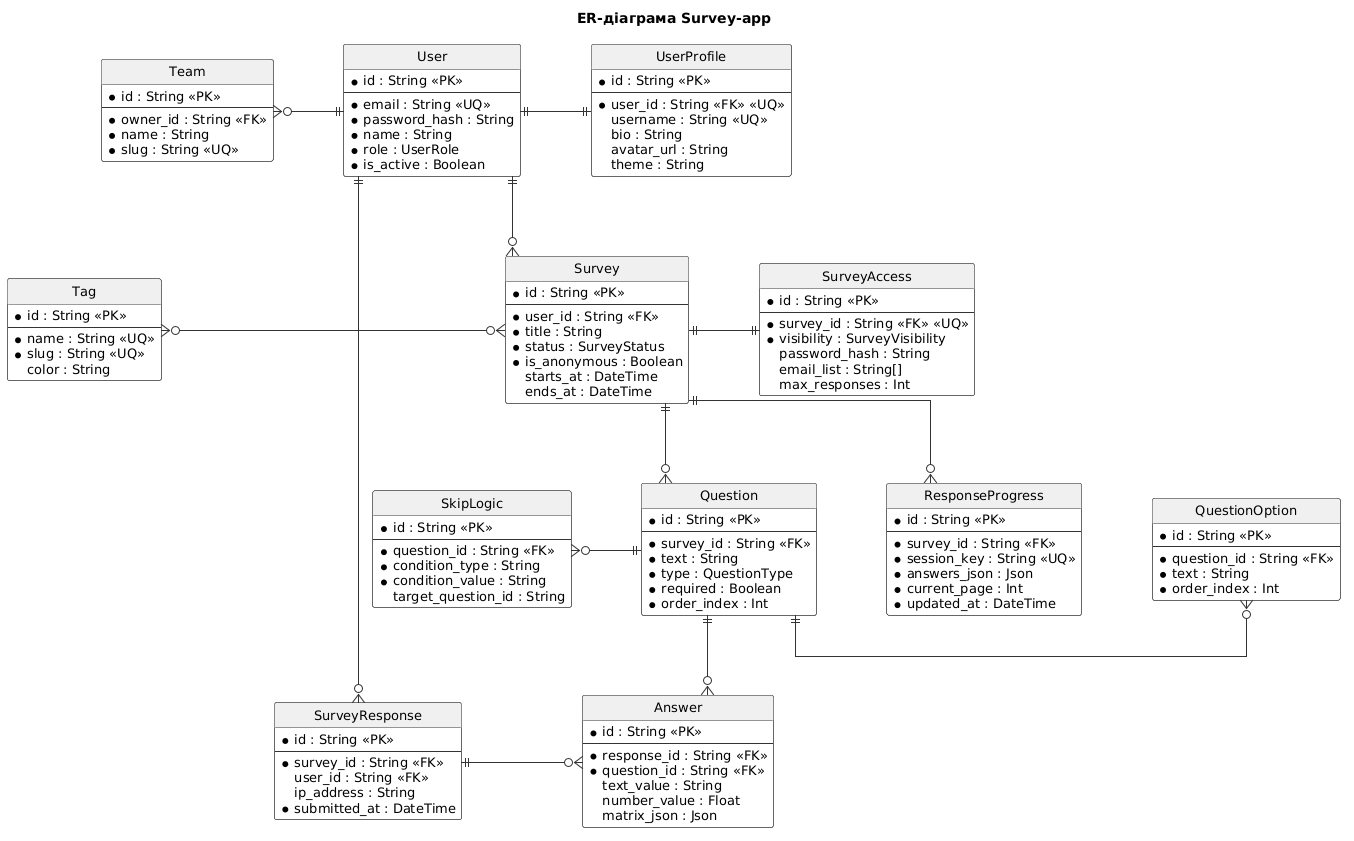 ER-діаграма Survey-app
Team
id : String «PK»
owner_id : String «FK»
name : String
slug : String «UQ»
User
id : String «PK»
email : String «UQ»
password_hash : String
name : String
role : UserRole
is_active : Boolean
UserProfile
id : String «PK»
user_id : String «FK» «UQ»
username : String «UQ»
bio : String
avatar_url : String
theme : String
Tag
id : String «PK»
name : String «UQ»
slug : String «UQ»
color : String
Survey
id : String «PK»
user_id : String «FK»
title : String
status : SurveyStatus
is_anonymous : Boolean
starts_at : DateTime
ends_at : DateTime
SurveyAccess
id : String «PK»
survey_id : String «FK» «UQ»
visibility : SurveyVisibility
password_hash : String
email_list : String[]
max_responses : Int
SkipLogic
id : String «PK»
question_id : String «FK»
condition_type : String
condition_value : String
target_question_id : String
Question
id : String «PK»
survey_id : String «FK»
text : String
type : QuestionType
required : Boolean
order_index : Int
ResponseProgress
id : String «PK»
survey_id : String «FK»
session_key : String «UQ»
answers_json : Json
current_page : Int
updated_at : DateTime
QuestionOption
id : String «PK»
question_id : String «FK»
text : String
order_index : Int
SurveyResponse
id : String «PK»
survey_id : String «FK»
user_id : String «FK»
ip_address : String
submitted_at : DateTime
Answer
id : String «PK»
response_id : String «FK»
question_id : String «FK»
text_value : String
number_value : Float
matrix_json : Json